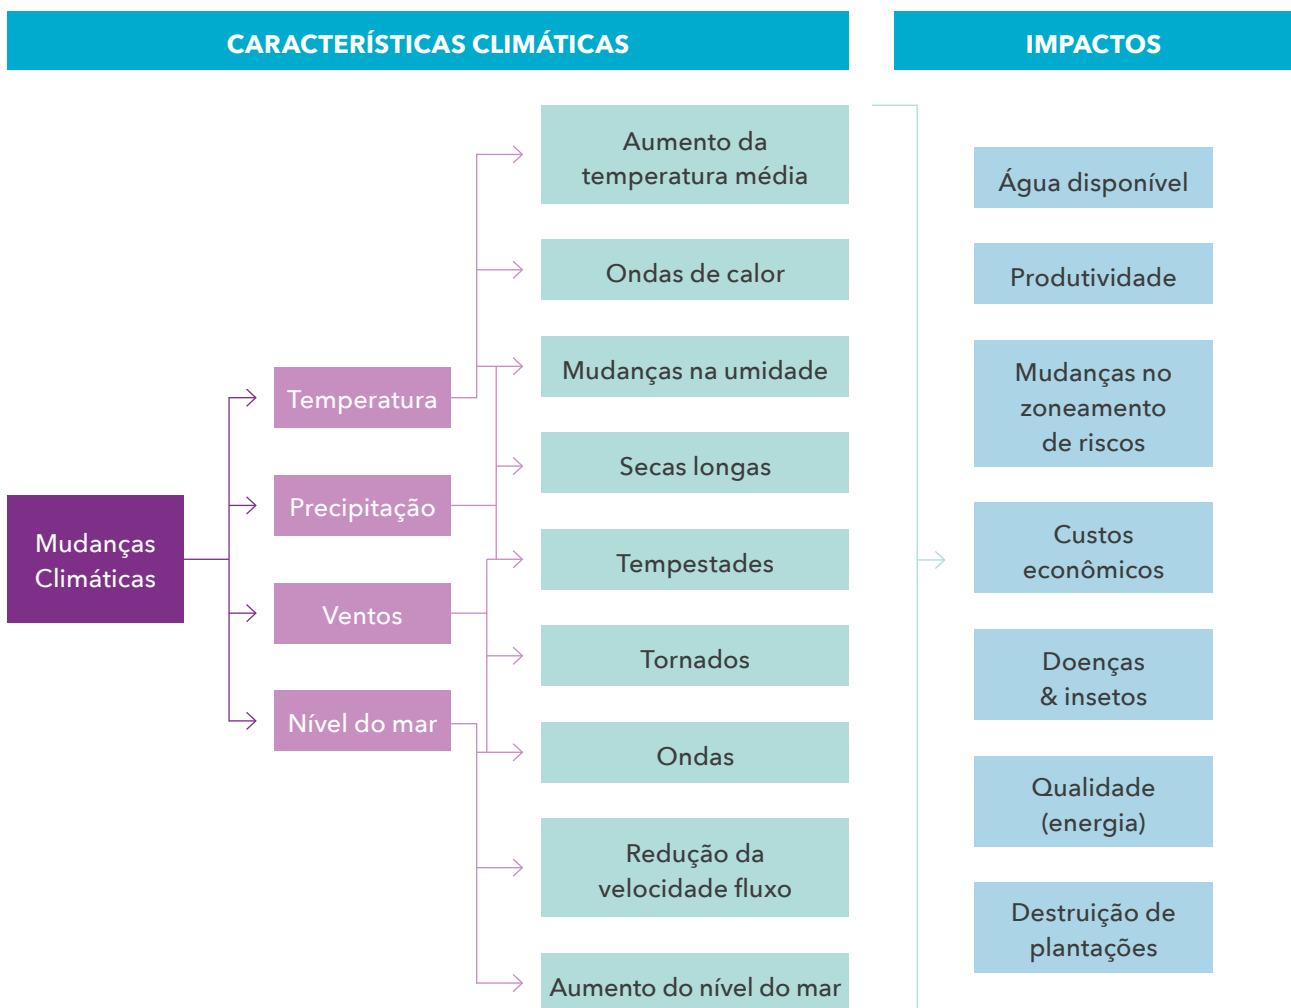 CARACTERÍSTICAS CLIMÁTICAS
IMPACTOS
Mudanças
Climáticas
Temperatura
Precipitação
Ventos
Nível do mar
Aumento da
temperatura média
Ondas de calor
Mudanças na umidade
Secas longas
Tempestades
Tornados
Ondas
Redução da
velocidade fluxo
Aumento do nível do mar
Água disponível
Produtividade
Mudanças no
zoneamento
de riscos
Custos
econômicos
Doenças
& insetos
Qualidade
(energia)
Destruição de
plantações